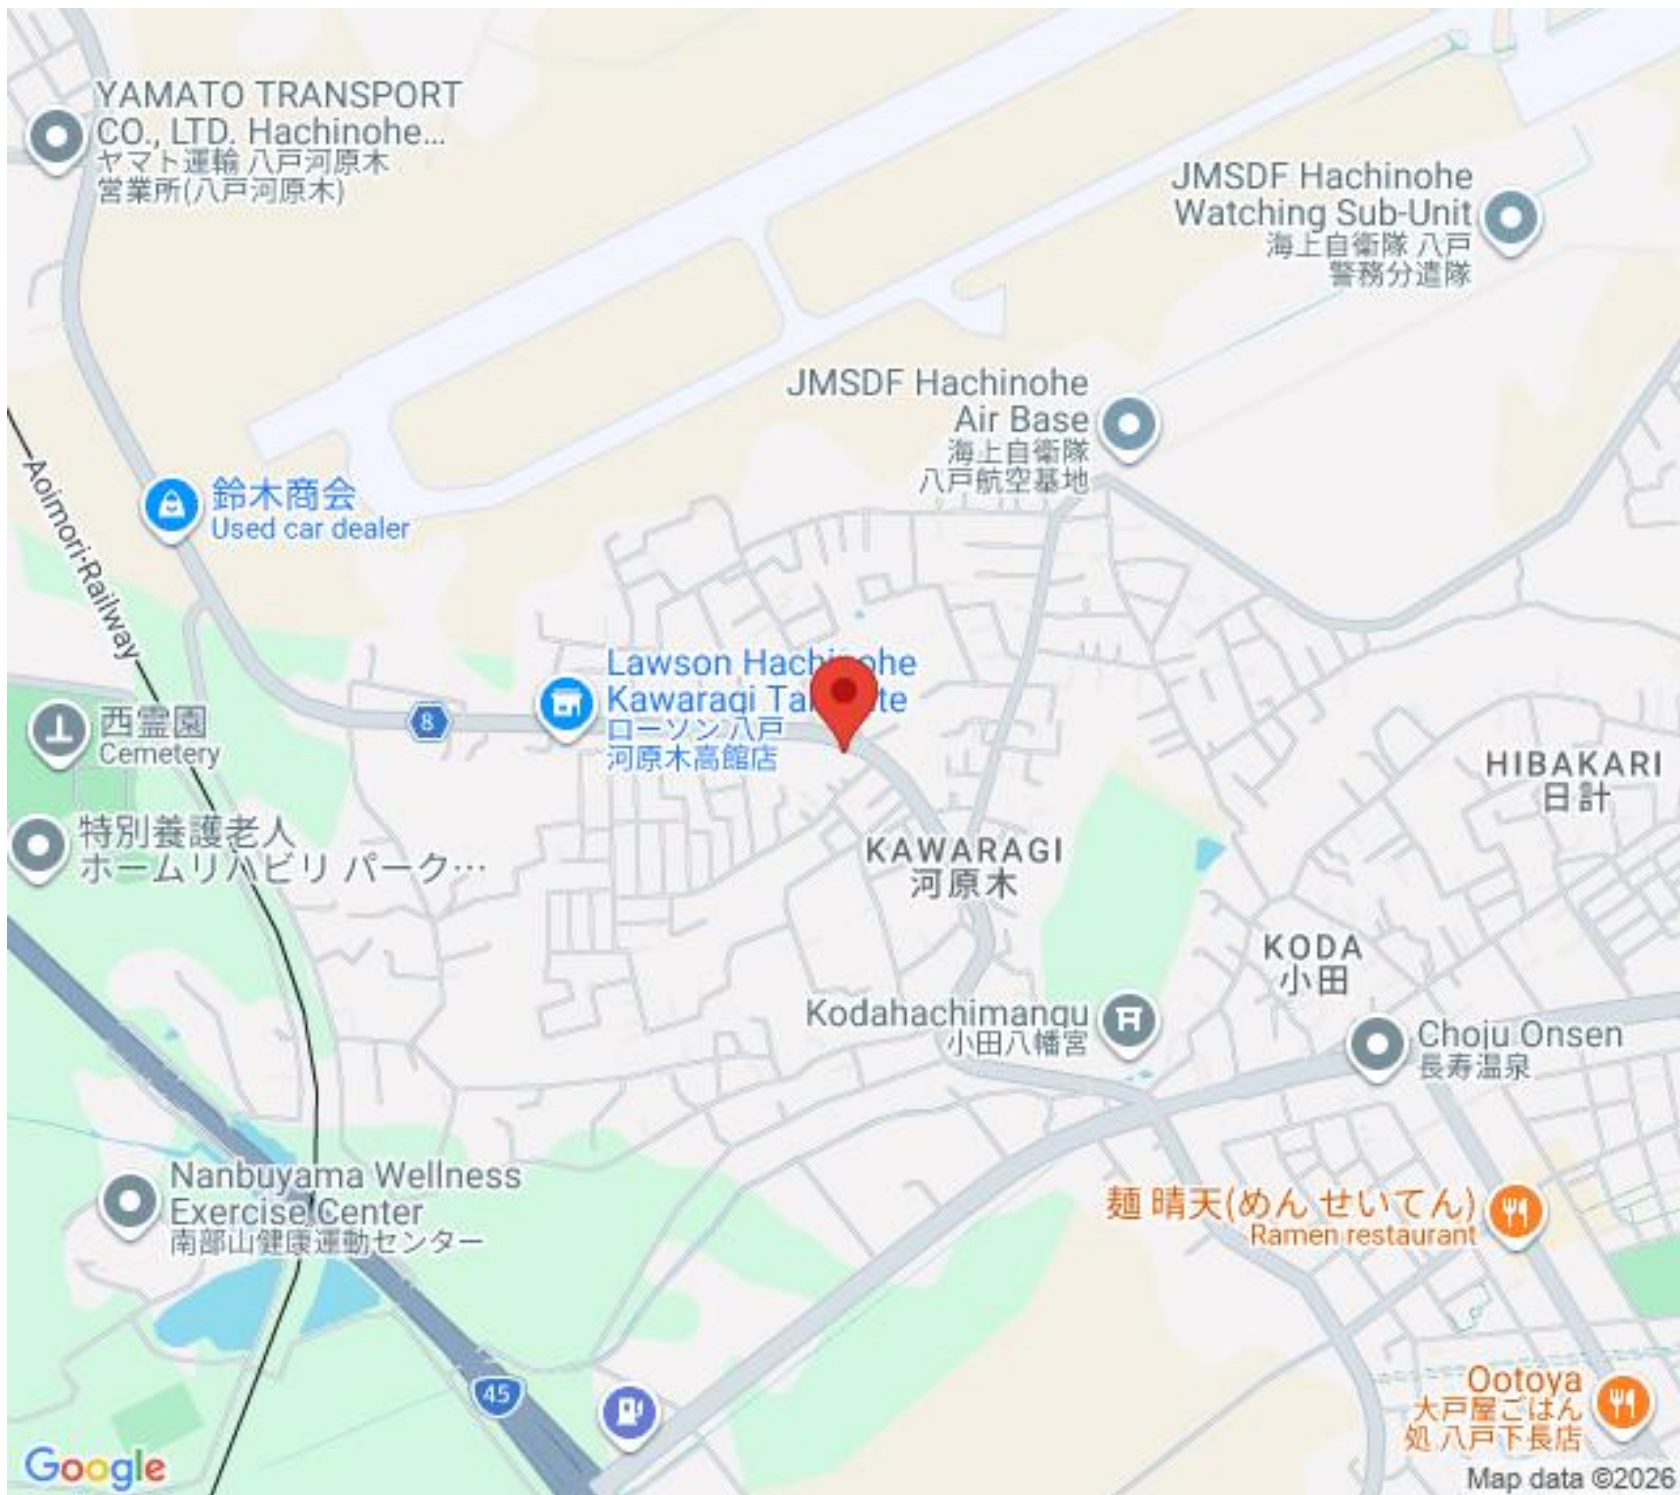 YAMATO TRANSPORT
CO., LTD. Hachinohe...
ヤマト運輸 八戸河原木
営業所(八戸河原木)
JMSDF Hachinohe
Watching Sub-Unit
海上自衛隊 八戸
警務分遣隊
JMSDF Hachinohe
Air Base
海上自衛隊
八戸航空基地
鈴木商会
Used car dealer
Aoimori-Railway
Lawson Hachinohe
Kawaragi
ローソン 八戸
河原木高館店
8
西霊園
Cemetery
特別養護老人
ホームリハビリ パーク…
HIBAKARI
日計
KAWARAGI
河原木
KODA
小田
Kodahachimangu
小田八幡宮
Choju Onsen
長寿温泉
Nanbuyama Wellness
Exercise Center
南部山健康運動センター
麺 晴天(めん せいてん)
Ramen restaurant
45
Ootoya
大戸屋ごはん
処 八戸下長店
Google
Map data ©2026